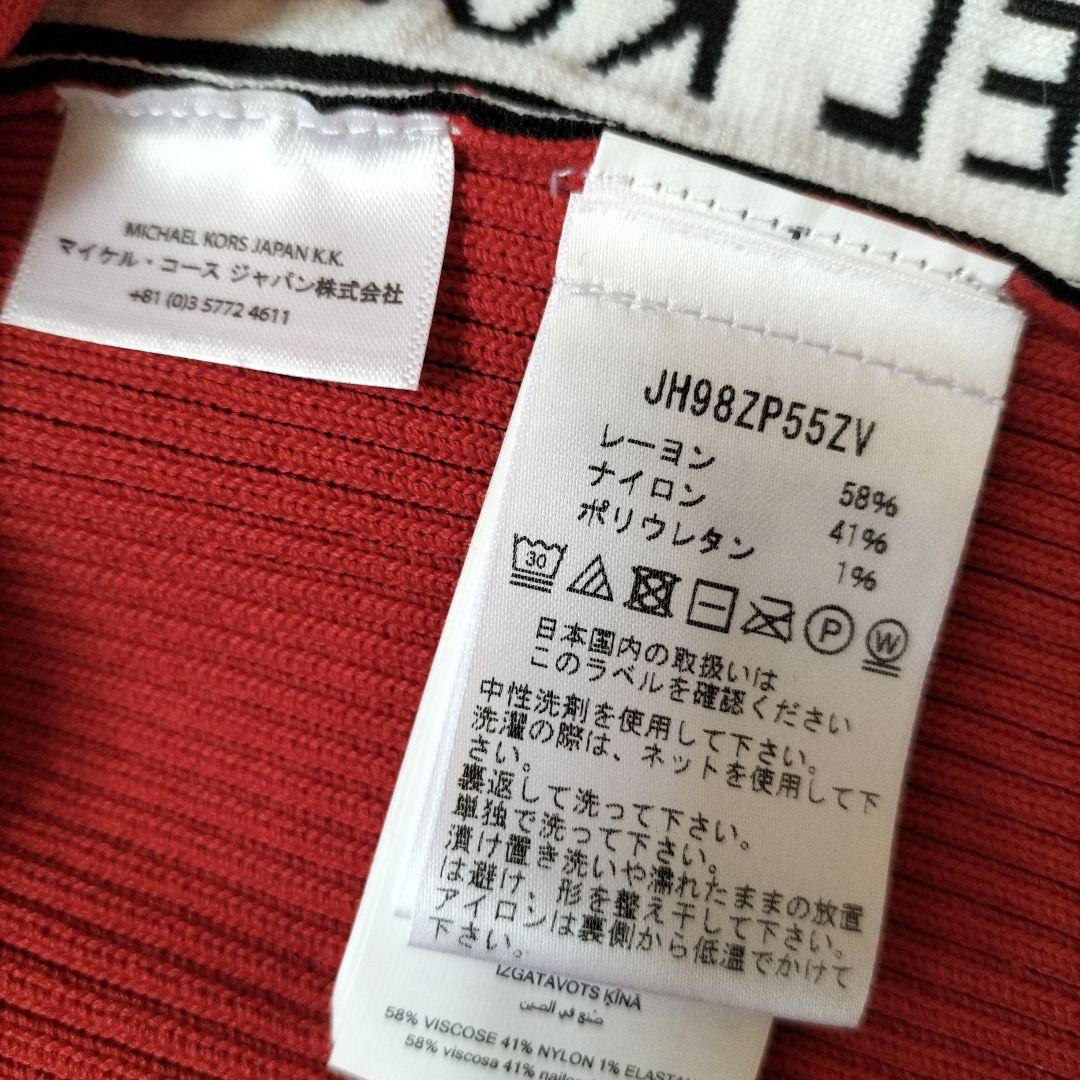 EL KO
MICHAEL KORS JAPAN K.K.
マイケル・コース ジャパン株式会社
+81 (0)3 5772 4611
JH98ZP55ZV
レーヨン 58%
ナイロン 41%
ポリウレタン 1%
30
P
W
日本国内の取扱いは
このラベルを確認ください
中性洗剤を使用して下さい。
洗濯の際は、ネットを使用して下
さい。
裏返して洗って下さい。
単独で洗って下さい。
漬け置き洗いや濡れたままの放置
は避け、形を整え干して下さい。
アイロンは裏側から低温でかけて
下さい。
IZGATAVOTS ĶĪNĀ
صنع في الصين
58% VISCOSE 41% NYLON 1% ELASTAN
58% viscosa 41% nailon